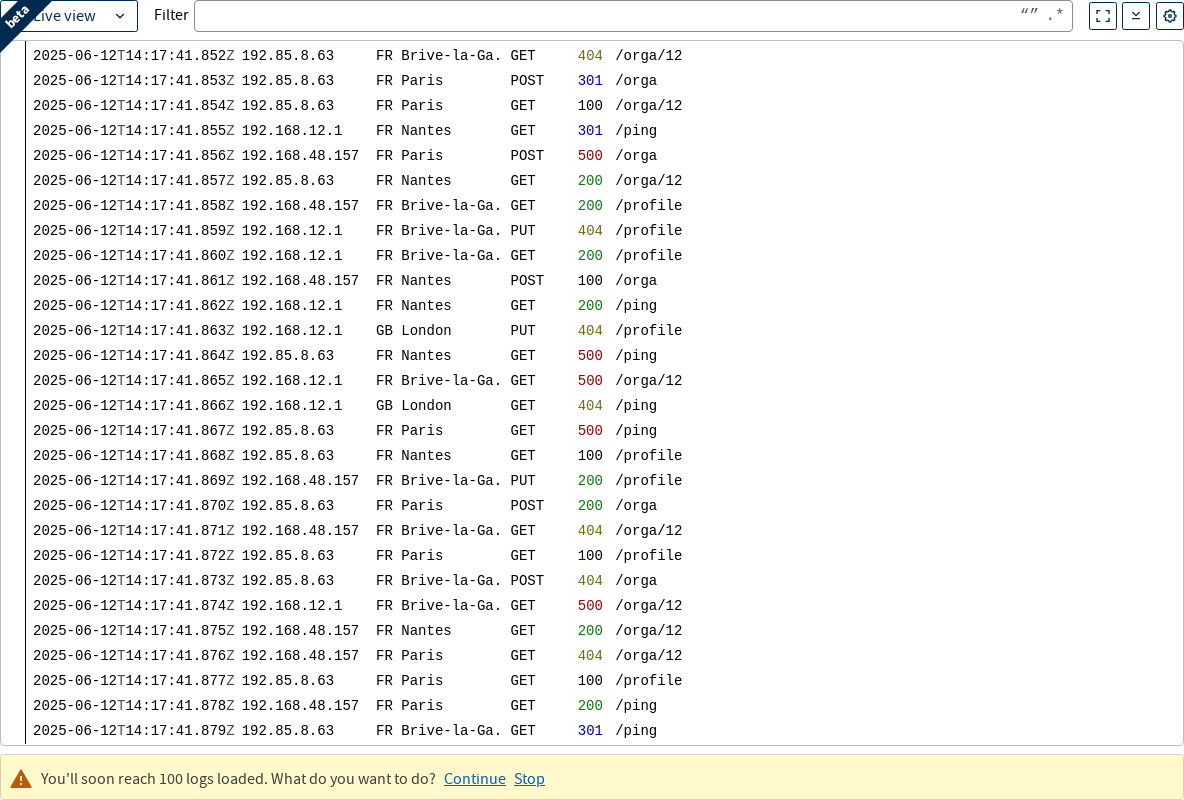 beta
Live view Filter “” .*
2025-06-12T14:17:41.852Z 192.85.8.63 FR Brive-la-Ga. GET 404 /orga/12
2025-06-12T14:17:41.853Z 192.85.8.63 FR Paris POST 301 /orga
2025-06-12T14:17:41.854Z 192.85.8.63 FR Paris GET 100 /orga/12
2025-06-12T14:17:41.855Z 192.168.12.1 FR Nantes GET 301 /ping
2025-06-12T14:17:41.856Z 192.168.48.157 FR Paris POST 500 /orga
2025-06-12T14:17:41.857Z 192.85.8.63 FR Nantes GET 200 /orga/12
2025-06-12T14:17:41.858Z 192.168.48.157 FR Brive-la-Ga. GET 200 /profile
2025-06-12T14:17:41.859Z 192.168.12.1 FR Brive-la-Ga. PUT 404 /profile
2025-06-12T14:17:41.860Z 192.168.12.1 FR Brive-la-Ga. GET 200 /profile
2025-06-12T14:17:41.861Z 192.168.48.157 FR Nantes POST 100 /orga
2025-06-12T14:17:41.862Z 192.168.12.1 FR Nantes GET 200 /ping
2025-06-12T14:17:41.863Z 192.168.12.1 GB London PUT 404 /profile
2025-06-12T14:17:41.864Z 192.85.8.63 FR Nantes GET 500 /ping
2025-06-12T14:17:41.865Z 192.168.12.1 FR Brive-la-Ga. GET 500 /orga/12
2025-06-12T14:17:41.866Z 192.168.12.1 GB London GET 404 /ping
2025-06-12T14:17:41.867Z 192.85.8.63 FR Paris GET 500 /ping
2025-06-12T14:17:41.868Z 192.85.8.63 FR Nantes GET 100 /profile
2025-06-12T14:17:41.869Z 192.168.48.157 FR Brive-la-Ga. PUT 200 /profile
2025-06-12T14:17:41.870Z 192.85.8.63 FR Paris POST 200 /orga
2025-06-12T14:17:41.871Z 192.168.48.157 FR Brive-la-Ga. GET 404 /orga/12
2025-06-12T14:17:41.872Z 192.85.8.63 FR Paris GET 100 /profile
2025-06-12T14:17:41.873Z 192.85.8.63 FR Brive-la-Ga. POST 404 /orga
2025-06-12T14:17:41.874Z 192.168.12.1 FR Brive-la-Ga. GET 500 /orga/12
2025-06-12T14:17:41.875Z 192.168.48.157 FR Nantes GET 200 /orga/12
2025-06-12T14:17:41.876Z 192.168.48.157 FR Paris GET 404 /orga/12
2025-06-12T14:17:41.877Z 192.85.8.63 FR Paris GET 100 /profile
2025-06-12T14:17:41.878Z 192.168.48.157 FR Paris GET 200 /ping
2025-06-12T14:17:41.879Z 192.85.8.63 FR Brive-la-Ga. GET 301 /ping
You'll soon reach 100 logs loaded. What do you want to do? Continue Stop